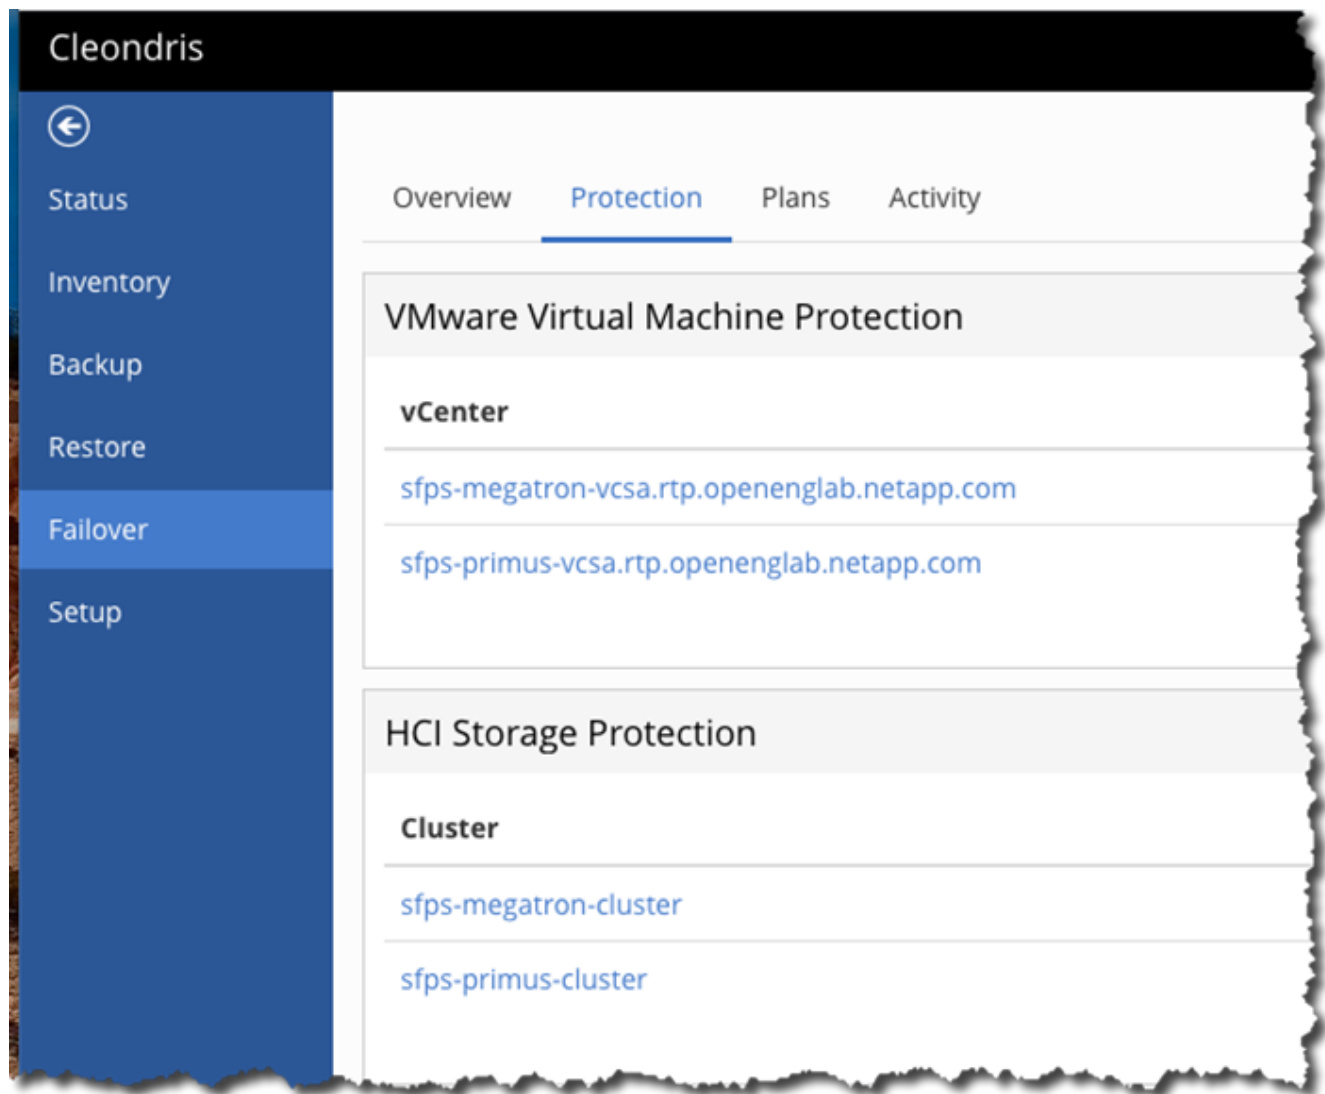 Cleondris
Status
Inventory
Backup
Restore
Failover
Setup
Overview Protection Plans Activity
VMware Virtual Machine Protection
vCenter
sfps-megatron-vcsa.rtp.openenglab.netapp.com
sfps-primus-vcsa.rtp.openenglab.netapp.com
HCI Storage Protection
Cluster
sfps-megatron-cluster
sfps-primus-cluster